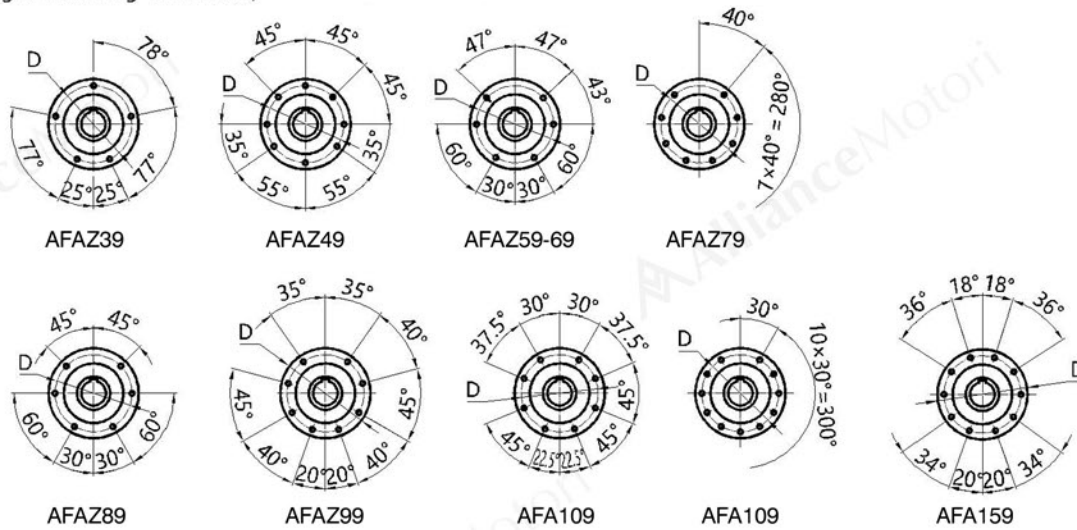 40°
78°
D
77°
77°
25° 25°
AFAZ39
45° 45°
D
45°
35°
35°
55°
55°
AFAZ49
47° 47°
D
43°
60°
60°
30° 30°
AFAZ59-69
D
7×40°=280°
AFAZ79
AllianceMotori
45° 45°
D
60°
60°
30° 30°
AFAZ89
35° 35°
D
40°
45°
45°
40°
40°
20° 20°
AFAZ99
30° 30°
37.5°
37.5°
D
45°
45°
45°
22.5° 22.5°
AFA109
30°
D
10×30°=300°
AFA109
18° 18°
36°
36°
D
34°
34°
20° 20°
AFA159